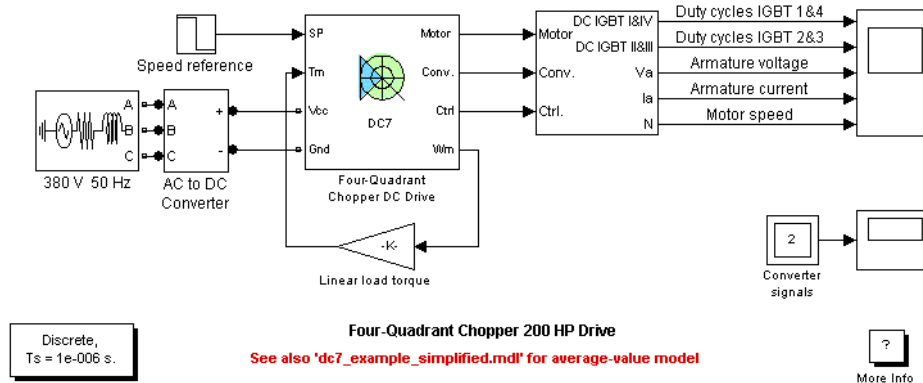 DC IGBT I&IV
Duty cycles IGBT 1&4
SP
Motor
Motor
DC IGBT II&III
Duty cycles IGBT 2&3
Speed reference
Tm
Conv.
Conv.
Va
Armature voltage
A
A
Vcc
DC7
Ctrl
Ctrl.
Ia
Armature current
B
B
+
N
Motor speed
C
C
-
Gnd
Wm
380 V 50 Hz
AC to DC
Converter
Four-Quadrant
Chopper DC Drive
-K-
Linear load torque
2
Converter
signals
Discrete,
Ts = 1e-006 s.
Four-Quadrant Chopper 200 HP Drive
See also 'dc7_example_simplified.mdl' for average-value model
?
More Info